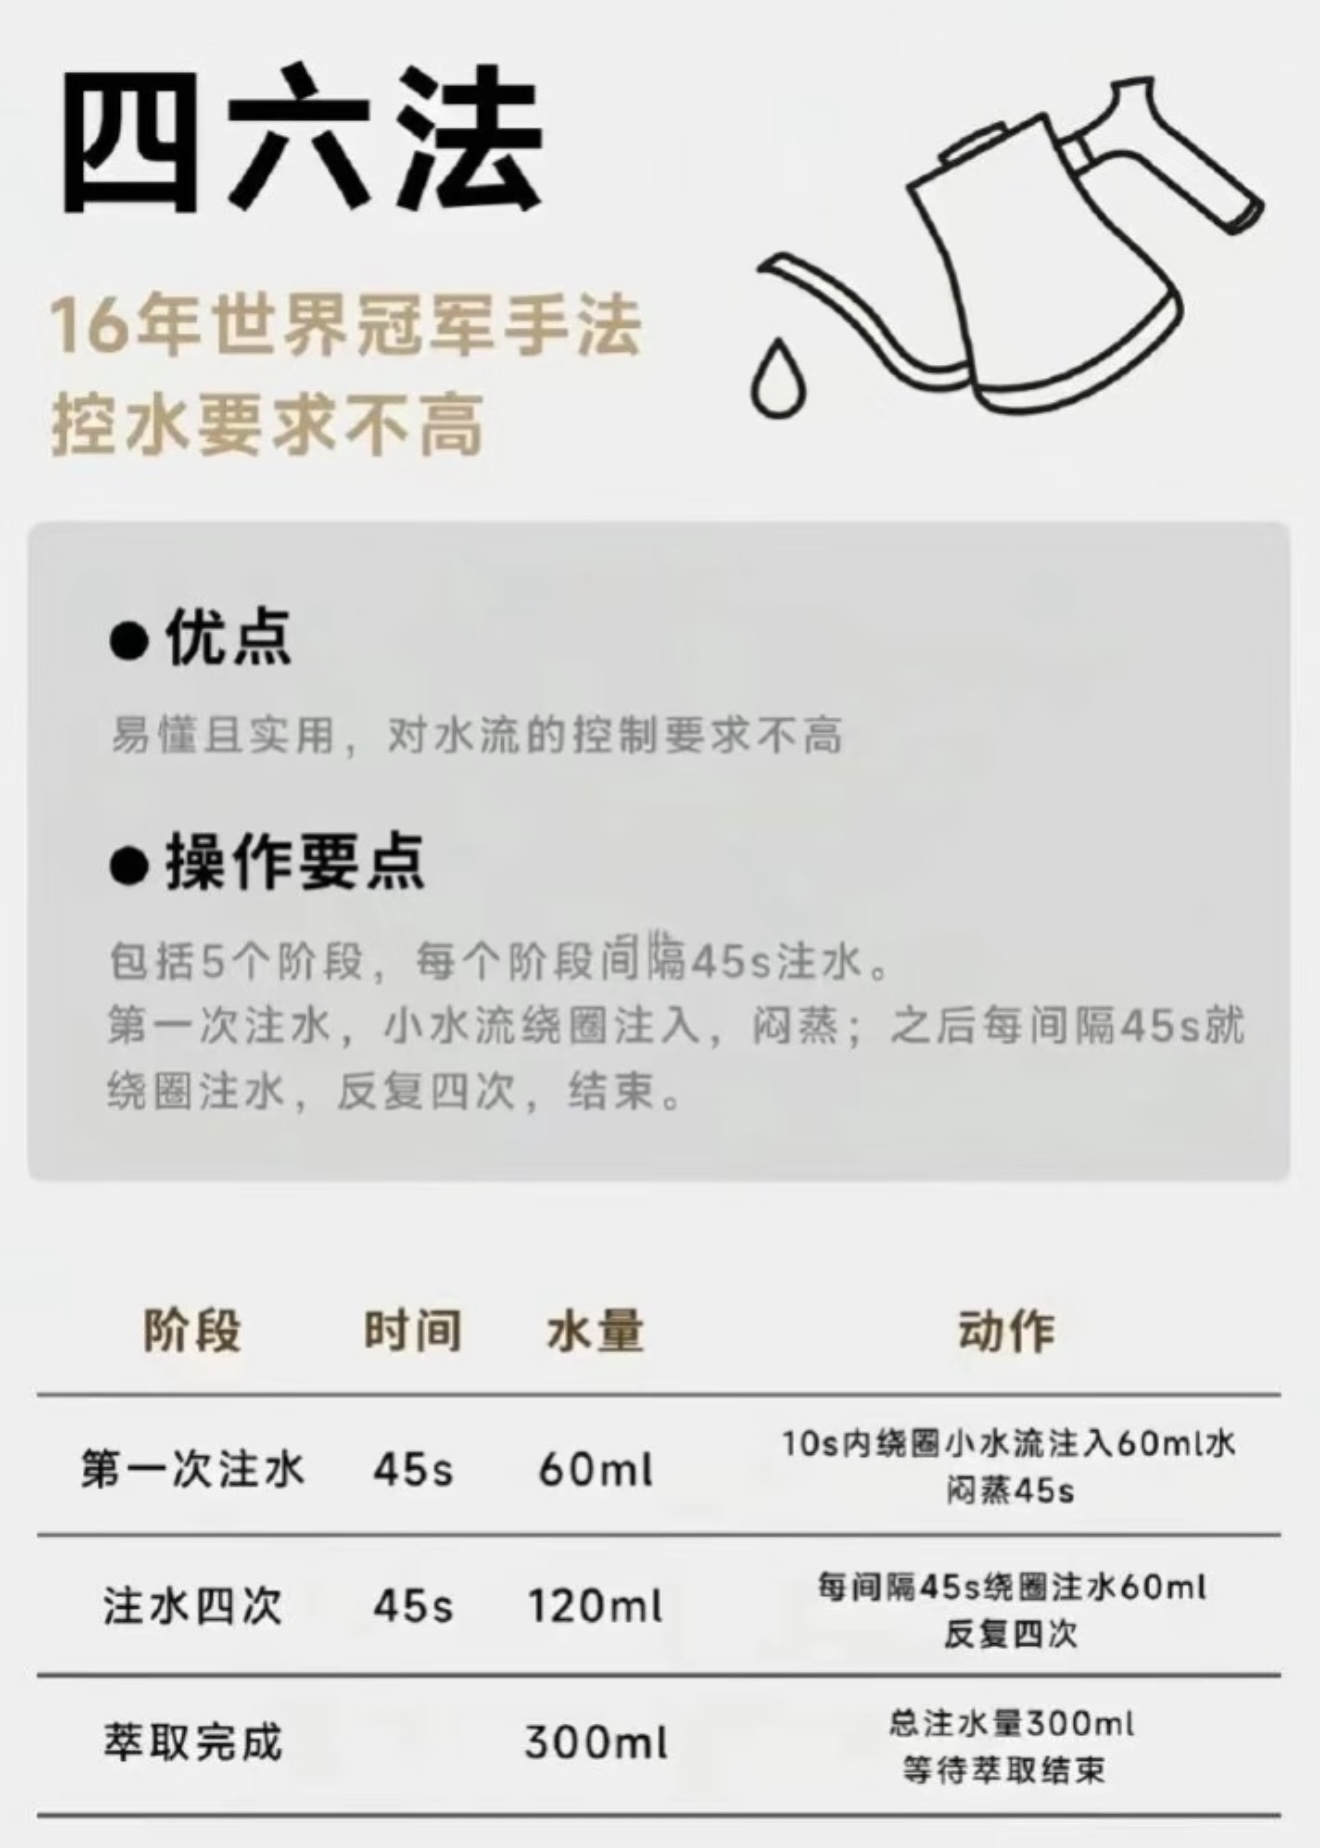 四六法
16年世界冠军手法
控水要求不高
●优点
易懂且实用，对水流的控制要求不高
●操作要点
包括5个阶段，每个阶段间隔45s注水。
第一次注水，小水流绕圈注入，闷蒸；之后每间隔45s就
绕圈注水，反复四次，结束。
阶段 时间 水量 动作
第一次注水 45s 60ml 10s内绕圈小水流注入60ml水
闷蒸45s
注水四次 45s 120ml 每间隔45s绕圈注水60ml
反复四次
萃取完成 300ml 总注水量300ml
等待萃取结束